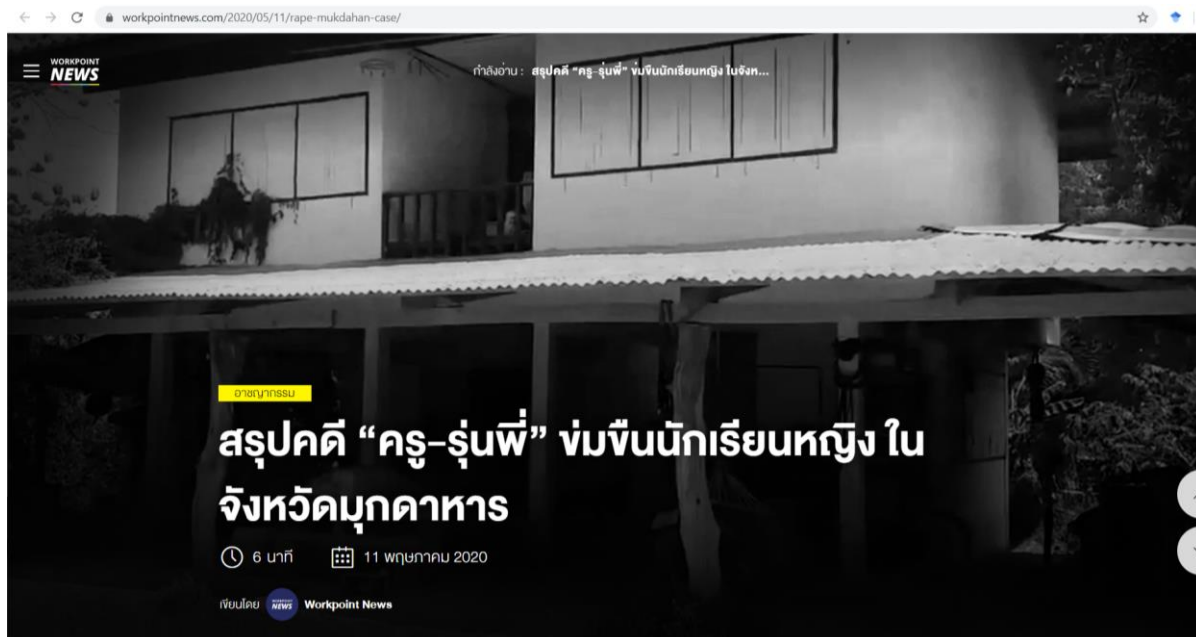 workpointnews.com/2020/05/11/rape-mukdahan-case/
WORKPOINT
NEWS
กำลังอ่าน : สรุปคดี “ครู-รุ่นพี่” ข่มขืนนักเรียนหญิง ในจังห...
อาชญากรรม
สรุปคดี “ครู-รุ่นพี่” ข่มขืนนักเรียนหญิง ใน
จังหวัดมุกดาหาร
6 นาที 11 พฤษภาคม 2020
เขียนโดย WORKPOINT NEWS Workpoint News